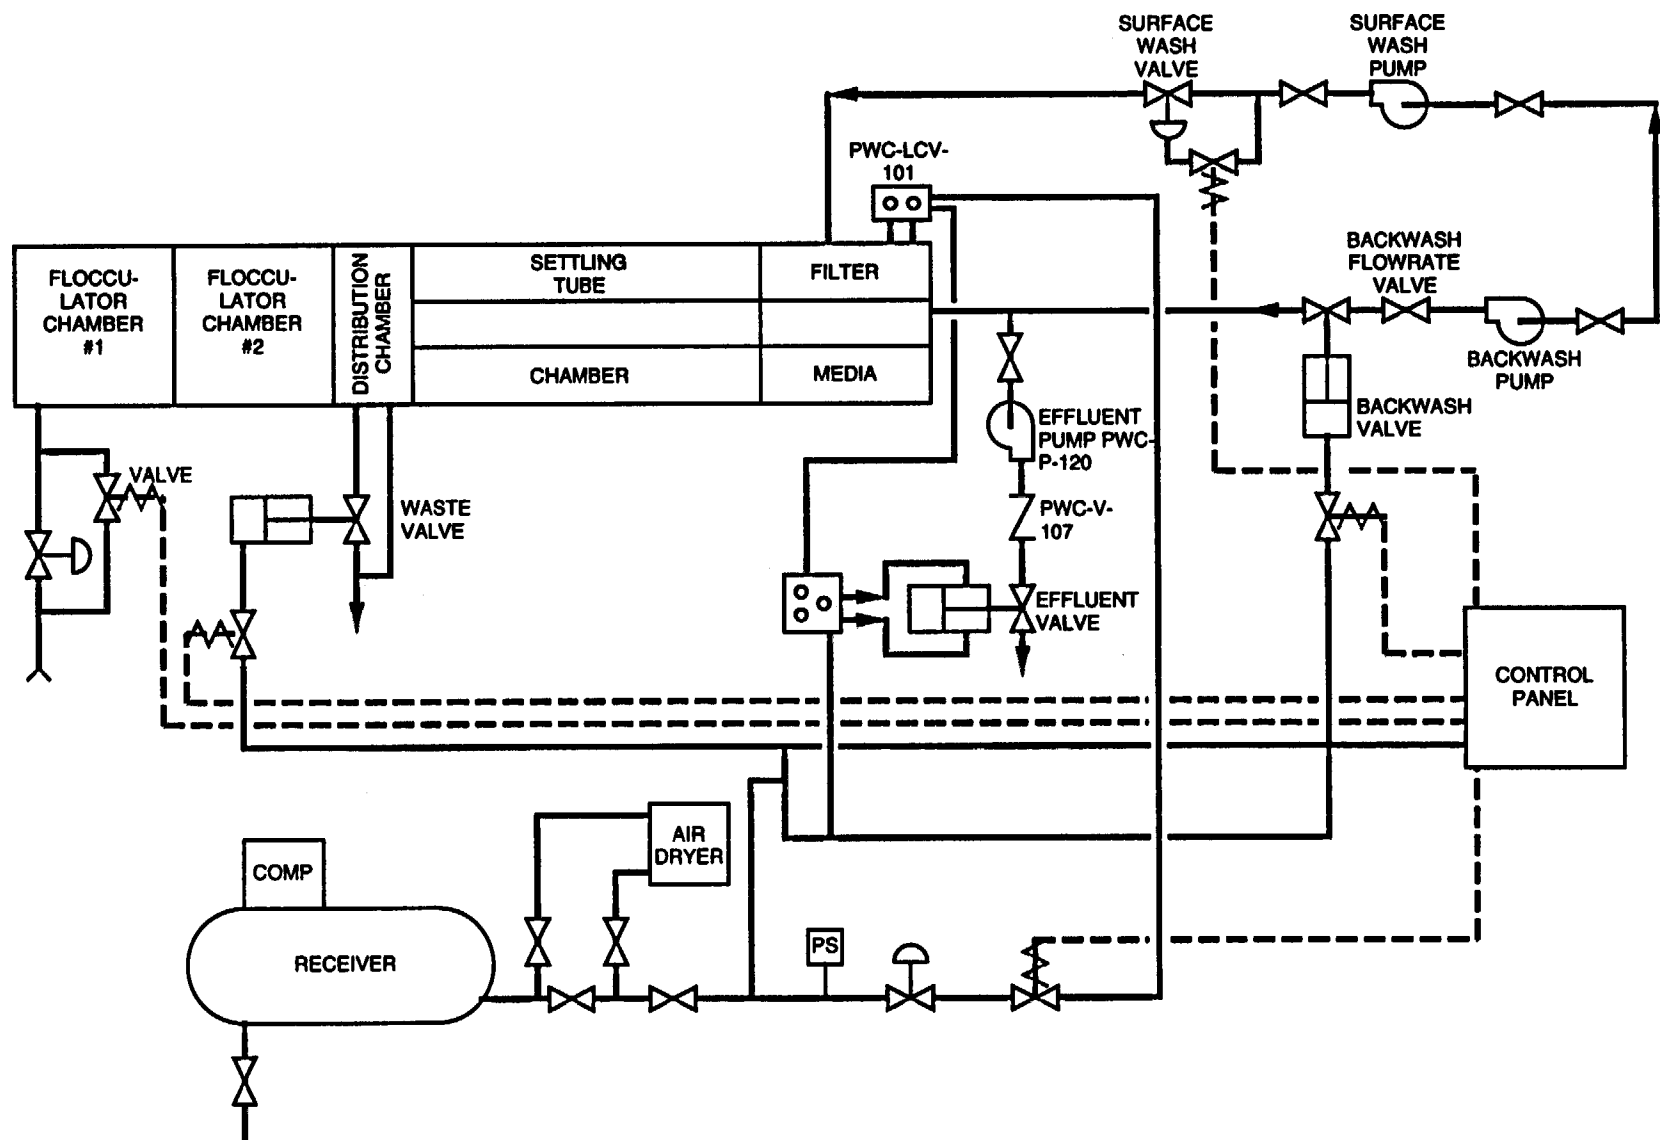 SURFACE
WASH
VALVE
SURFACE
WASH
PUMP
PWC-LCV-
101
FLOCCU-
LATOR
CHAMBER
#1
FLOCCU-
LATOR
CHAMBER
#2
DISTRIBUTION
CHAMBER
SETTLING
TUBE
CHAMBER
FILTER
MEDIA
BACKWASH
FLOWRATE
VALVE
BACKWASH
PUMP
BACKWASH
VALVE
EFFLUENT
PUMP PWC-
P-120
PWC-V-
107
EFFLUENT
VALVE
VALVE
WASTE
VALVE
CONTROL
PANEL
AIR
DRYER
COMP
RECEIVER
PS